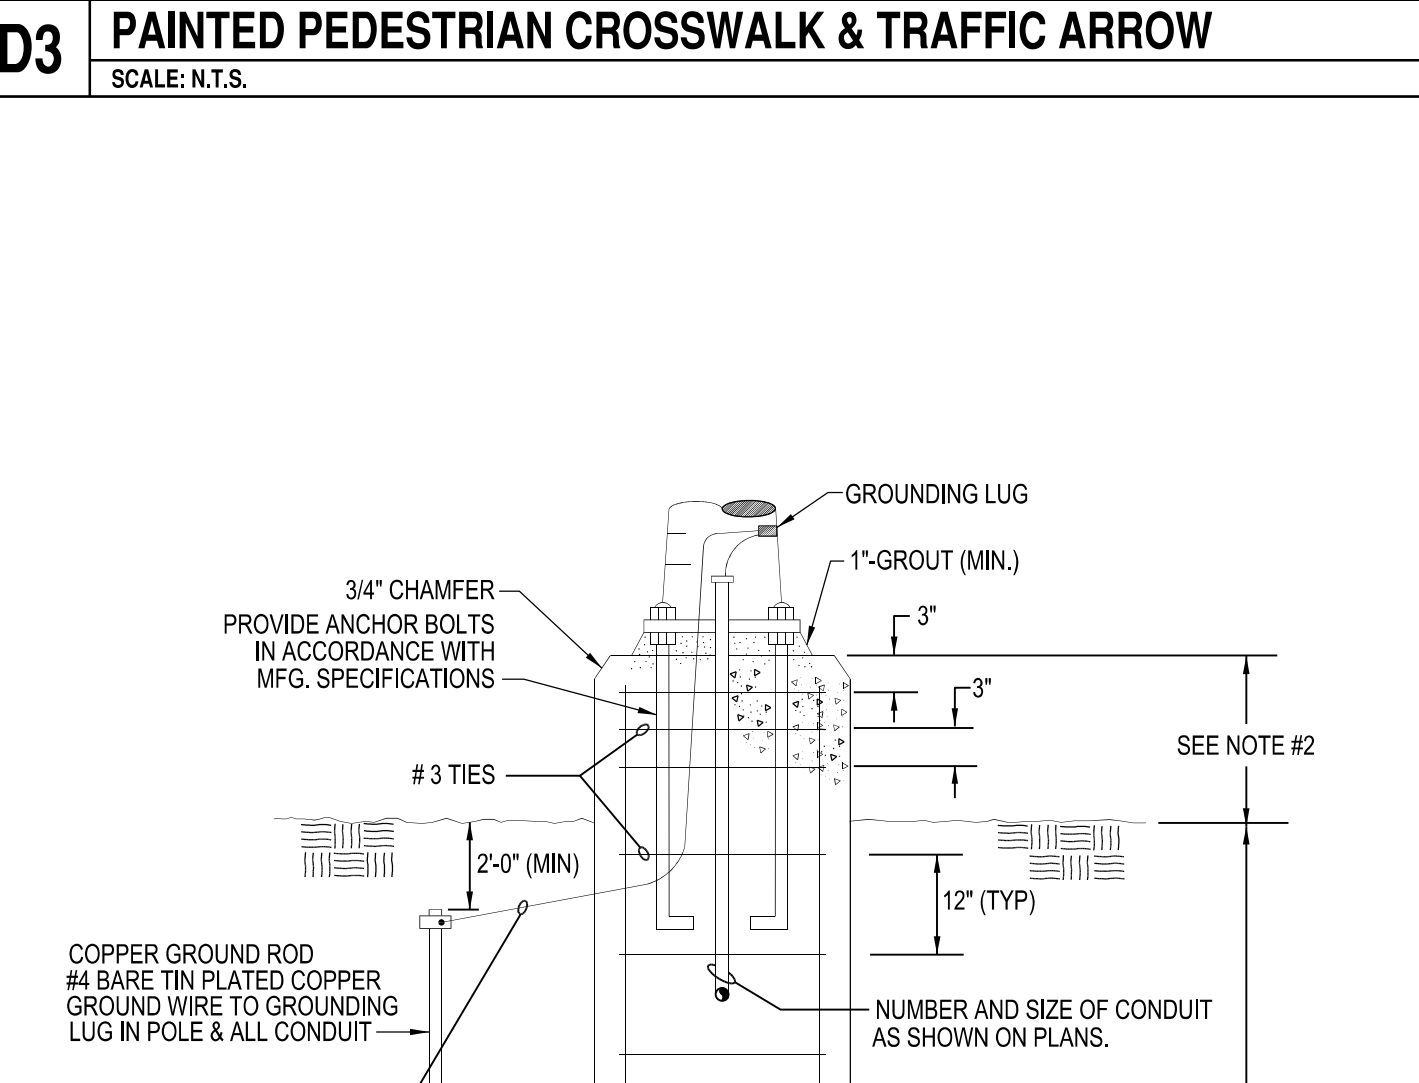 D3
PAINTED PEDESTRIAN CROSSWALK & TRAFFIC ARROW
SCALE: N.T.S.
GROUNDING LUG
1"-GROUT (MIN.)
3/4" CHAMFER
PROVIDE ANCHOR BOLTS
IN ACCORDANCE WITH
MFG. SPECIFICATIONS
3"
3"
SEE NOTE #2
# 3 TIES
2'-0" (MIN)
12" (TYP)
COPPER GROUND ROD
#4 BARE TIN PLATED COPPER
GROUND WIRE TO GROUNDING
LUG IN POLE & ALL CONDUIT
NUMBER AND SIZE OF CONDUIT
AS SHOWN ON PLANS.